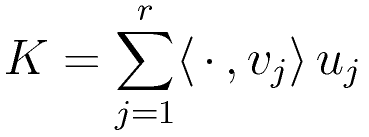 $K = \sum_{j=1}^{r} \langle \, \cdot \, , v_j \rangle \, u_j$